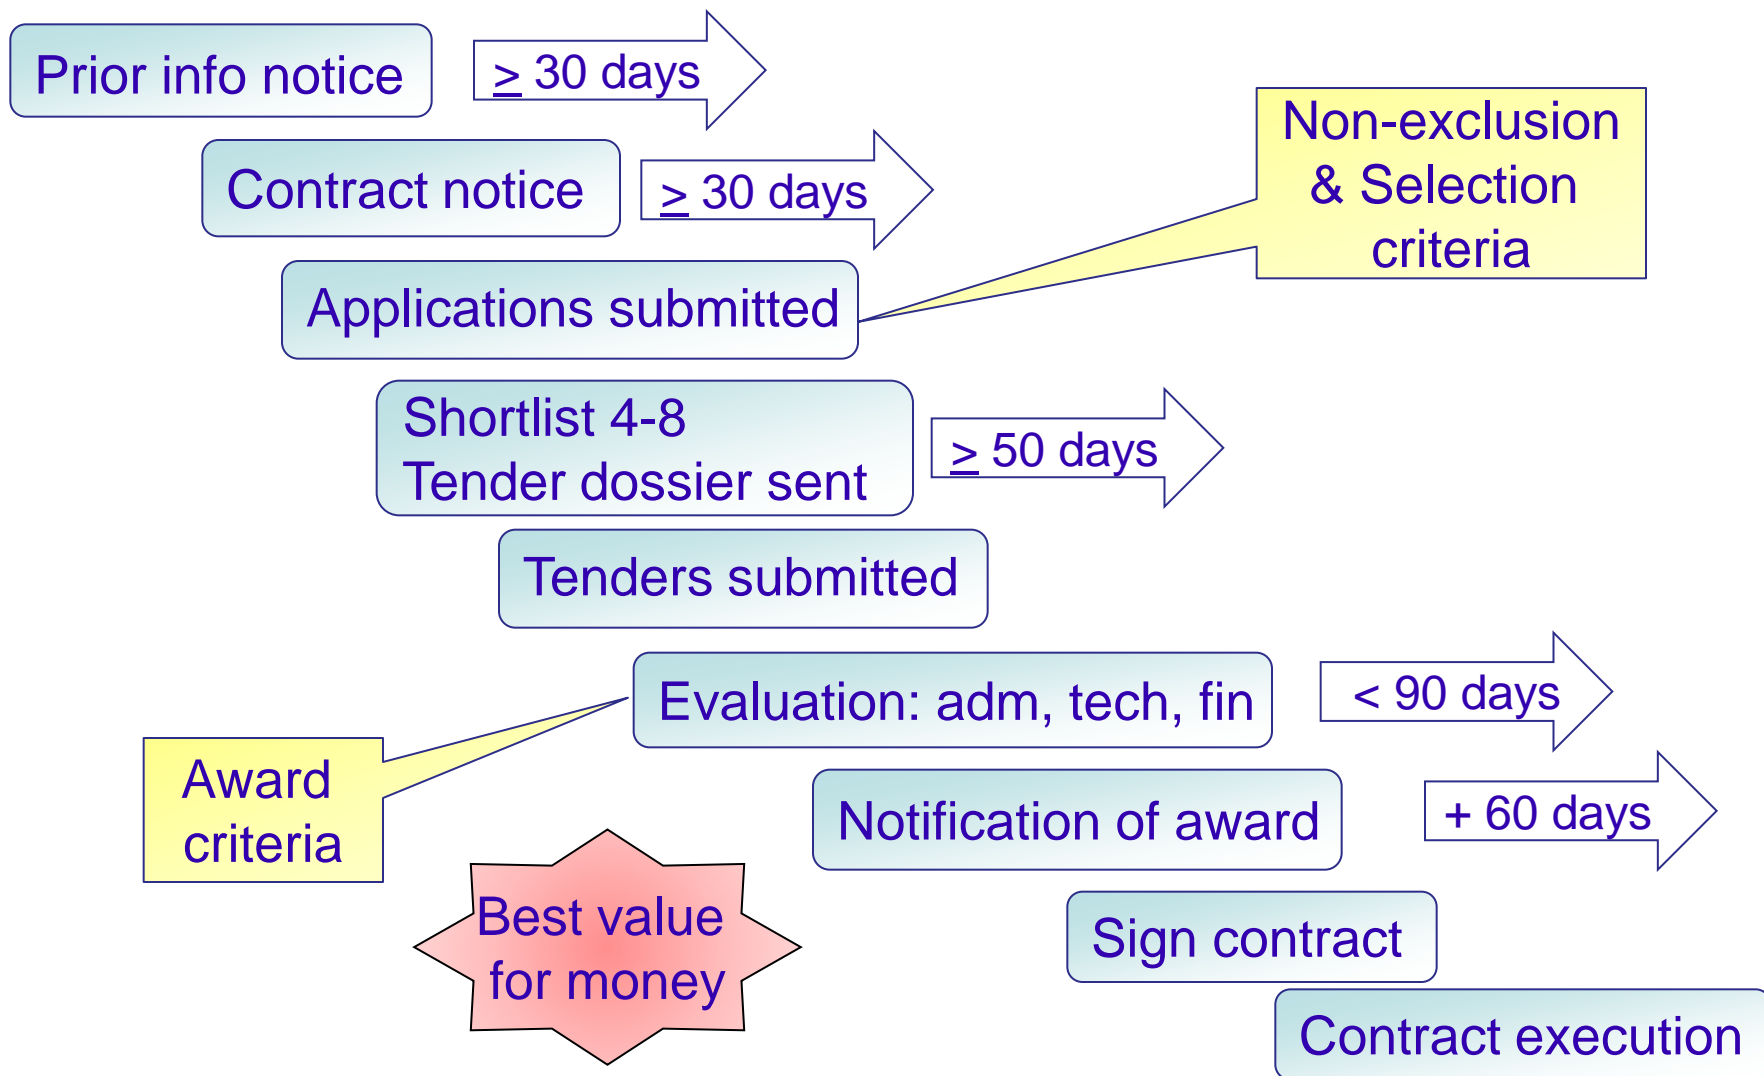 Prior info notice
≥ 30 days
Contract notice
≥ 30 days
Non-exclusion
& Selection
criteria
Applications submitted
Shortlist 4-8
Tender dossier sent
≥ 50 days
Tenders submitted
Evaluation: adm, tech, fin
< 90 days
Award
criteria
Notification of award
+ 60 days
Best value
for money
Sign contract
Contract execution